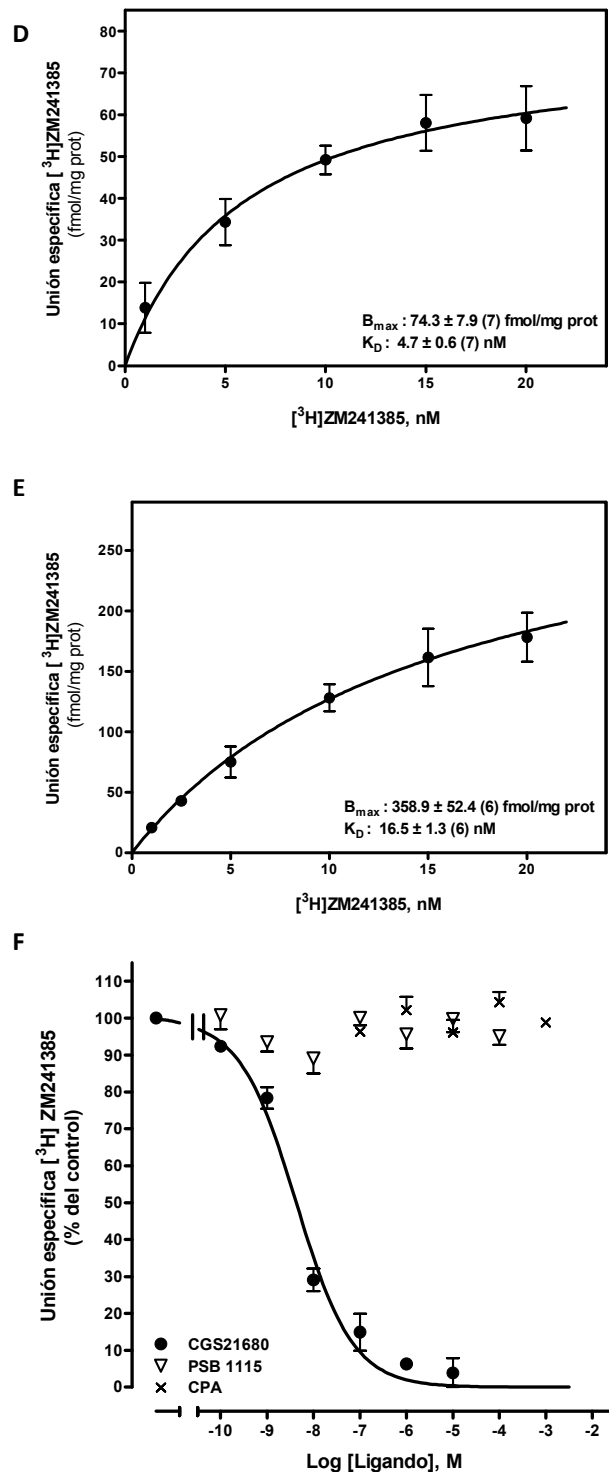 D
Unión específica [³H]ZM241385
(fmol/mg prot)
80
70
60
50
40
30
20
10
0
B_max : 74.3 ± 7.9 (7) fmol/mg prot
K_D : 4.7 ± 0.6 (7) nM
0 5 10 15 20
[³H]ZM241385, nM
E
Unión específica [³H]ZM241385
(fmol/mg prot)
250
200
150
100
50
0
B_max : 358.9 ± 52.4 (6) fmol/mg prot
K_D : 16.5 ± 1.3 (6) nM
0 5 10 15 20
[³H]ZM241385, nM
F
Unión específica [³H] ZM241385
(% del control)
110
100
90
80
70
60
50
40
30
20
10
0
CGS21680
PSB 1115
CPA
-10 -9 -8 -7 -6 -5 -4 -3 -2
Log [Ligando], M